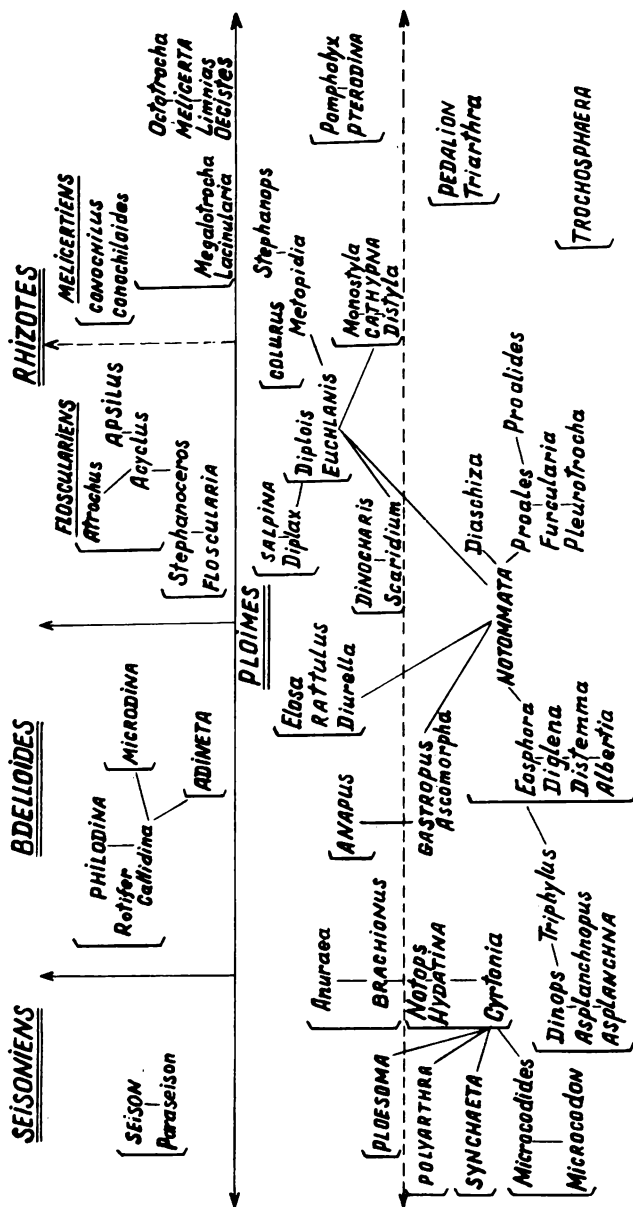 SEISONIENS
BDELLOIDES
RHIZOTES
FLOSCULARIENS
MELICERTIENS
SEISON
Paraseison
PHILODINA
Rotifer
Callidina
MICRODINA
ADINETA
Atrochus
APSILUS
Acyclus
Stephanoceros
FLOSCULARIA
CONOCHILUS
Conochiloides
Megalotrocha
Lacinularia
Octotrocha
MELICERTA
Limnias
OECISTES
PLOÏMES
PLOESOMA
Anuraea
BRACHIONUS
ANAPUS
Elosa
RATTULUS
Diurella
SALPINA
Diplax
Diplois
EUCHLANIS
DINOCHARIS
Scaridium
COLURUS
Metopidia
Stephanops
Monostyla
CATHYPNA
Distyla
Pompholyx
PTERODINA
POLYARTHRA
SYNCHAETA
Microcodides
MICROCODON
NOTOPS
HYDATINA
Cyrtonia
GASTROPUS
Ascomorpha
Dinops
Triphylus
Asplanchnopus
ASPLANCHNA
Eosphora
Diglena
Distemma
Albertia
NOTOMMATA
Diaschiza
Proales
Proalides
Furcularia
Pleurotrocha
PEDALION
Triarthra
TROCHOSPHAERA